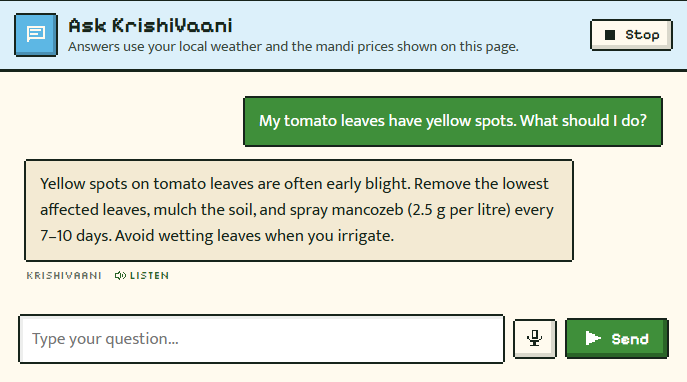 Ask KrishiVaani
Answers use your local weather and the mandi prices shown on this page.
Stop
My tomato leaves have yellow spots. What should I do?
Yellow spots on tomato leaves are often early blight. Remove the lowest
affected leaves, mulch the soil, and spray mancozeb (2.5 g per litre) every
7–10 days. Avoid wetting leaves when you irrigate.
KRISHIVAANI LISTEN
Type your question...
Send